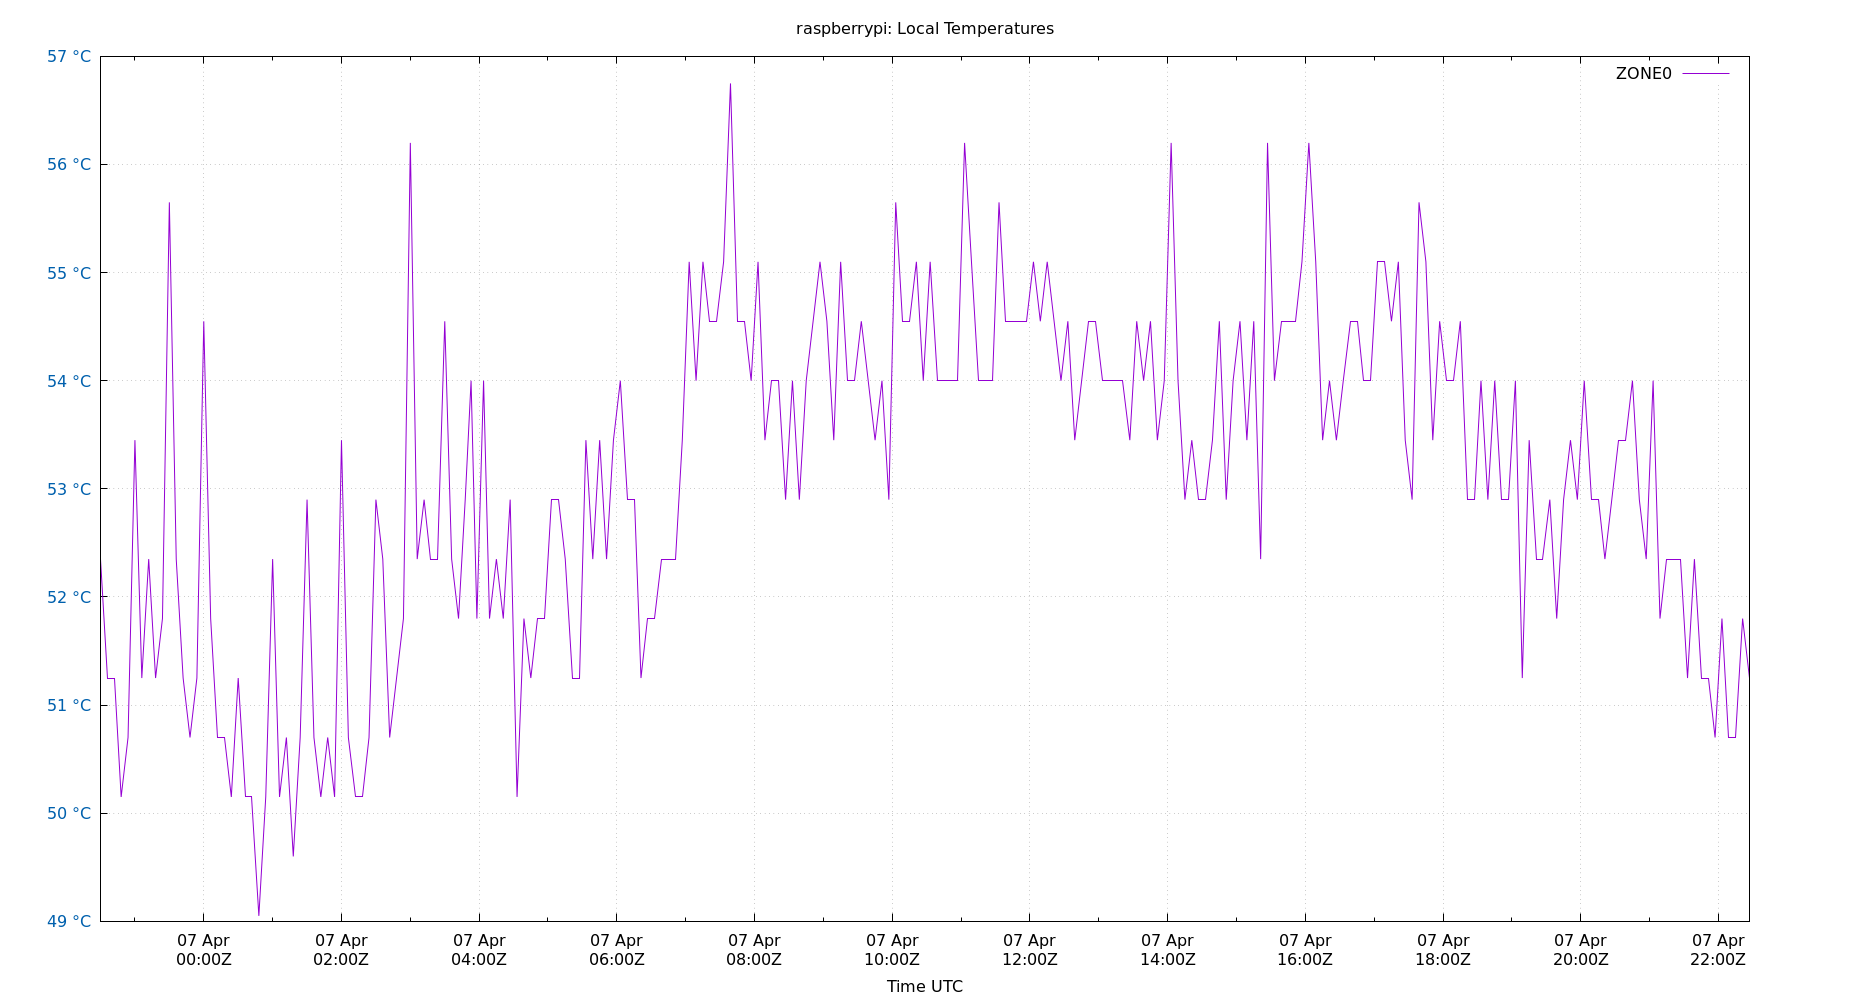 raspberrypi: Local Temperatures
57 °C
ZONE0
56 °C
55 °C
54 °C
53 °C
52 °C
51 °C
50 °C
49 °C
07 Apr 07 Apr 07 Apr 07 Apr 07 Apr 07 Apr 07 Apr 07 Apr 07 Apr 07 Apr 07 Apr 07 Apr
00:00Z 02:00Z 04:00Z 06:00Z 08:00Z 10:00Z 12:00Z 14:00Z 16:00Z 18:00Z 20:00Z 22:00Z
Time UTC